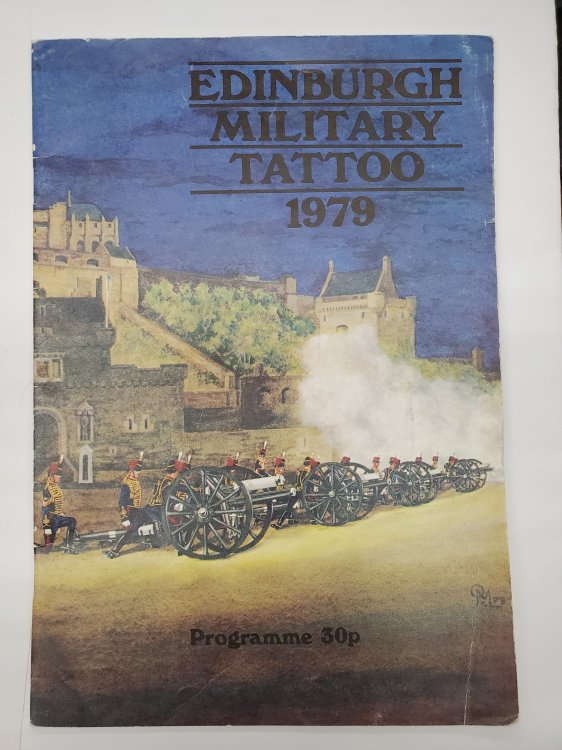 EDINBURGH
MILITARY
TATTOO
1979
Programme 30p